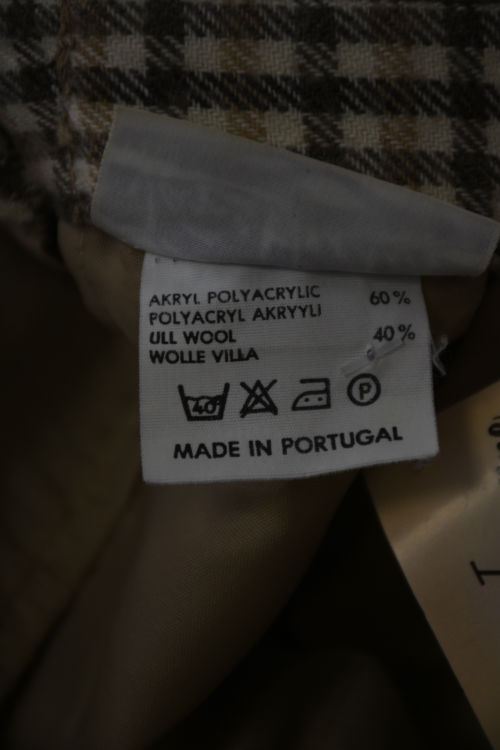 AKRYL POLYACRYLIC 60%
POLYACRYL AKRYYLI
ULL WOOL 40%
WOLLE VILLA
40 P
MADE IN PORTUGAL